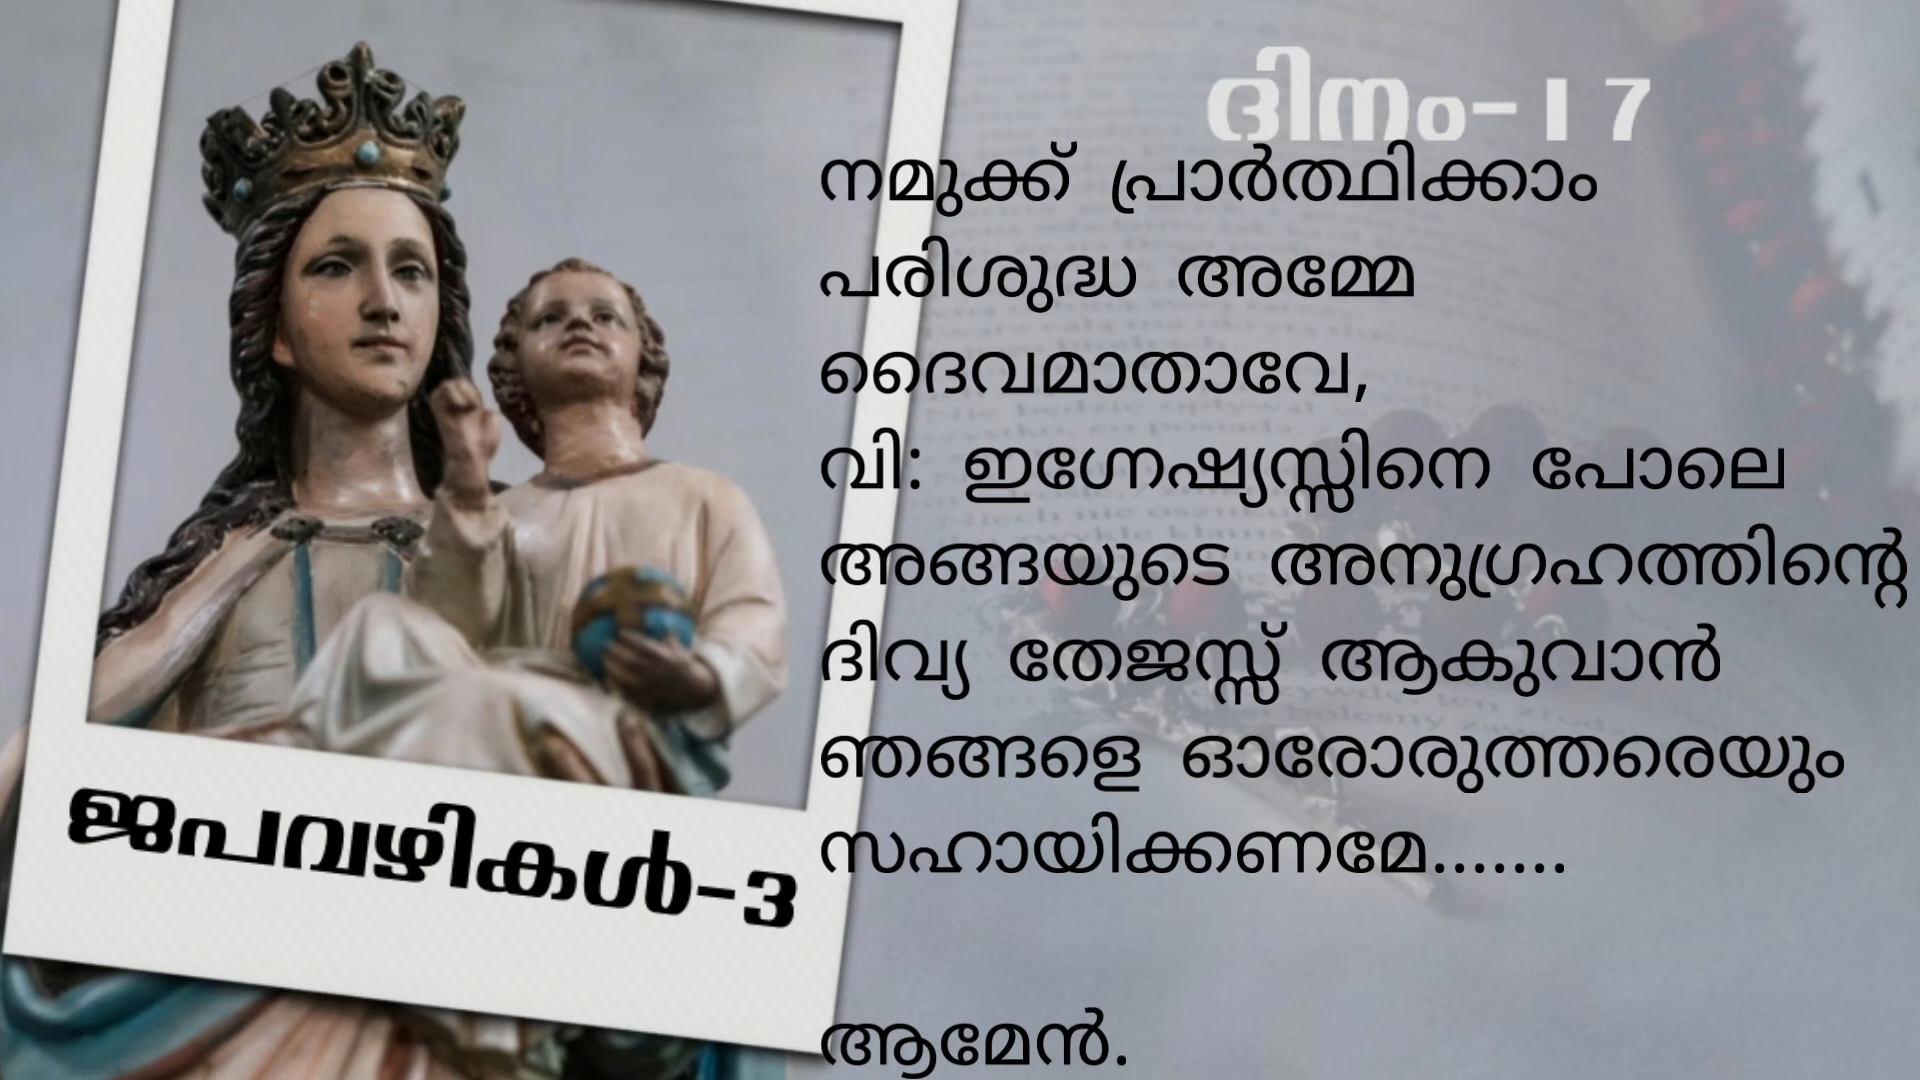 ദിനം-17
നമുക്ക് പ്രാർത്ഥിക്കാം
പരിശുദ്ധ അമ്മേ
ദൈവമാതാവേ,
വി: ഇഗ്നേഷ്യസ്സിനെ പോലെ
അങ്ങയുടെ അനുഗ്രഹത്തിന്റെ
ദിവ്യ തേജസ്സ് ആകുവാൻ
ഞങ്ങളെ ഓരോരുത്തരെയും
സഹായിക്കണമേ.......
ആമേൻ.
ജപവഴികൾ-3